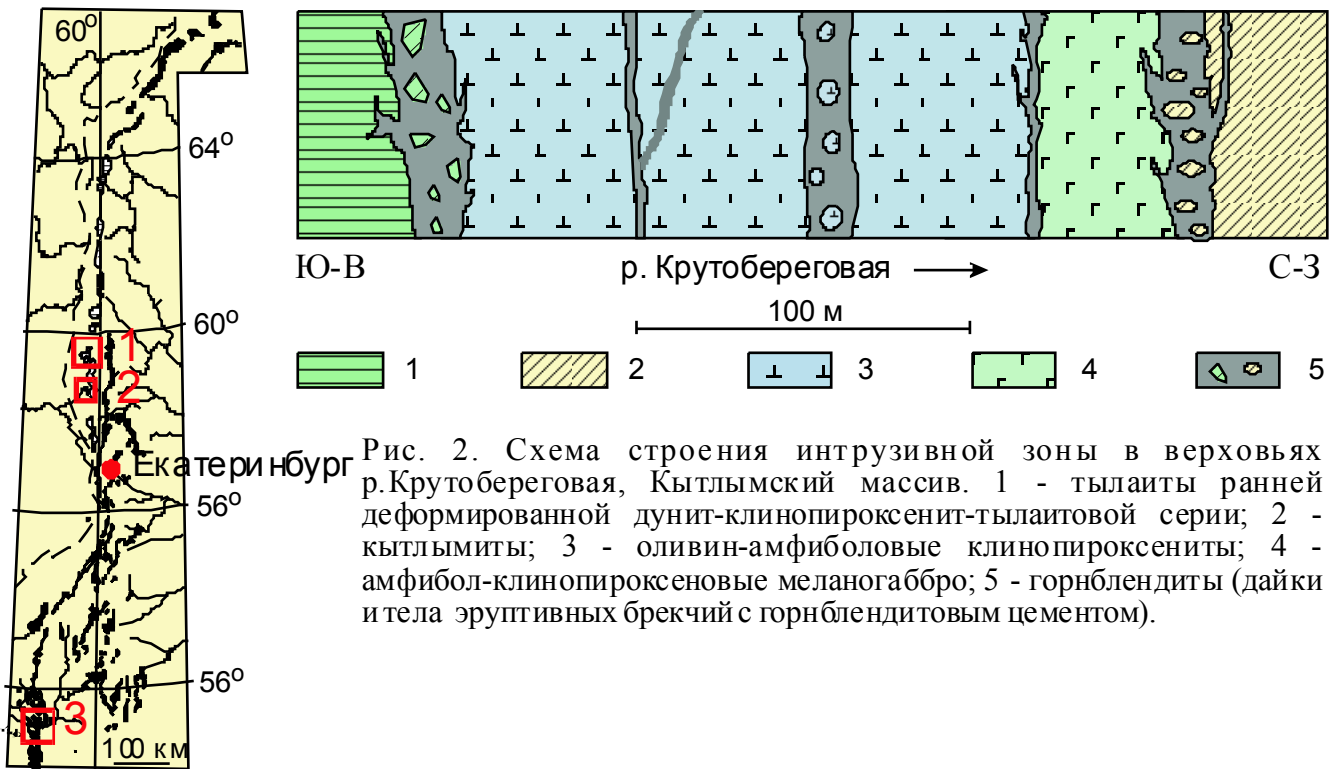 60°
64°
60°
1
2
Екатеринбург
56°
56°
3
100 км
Ю-В
р. Крутобереговая
С-З
100 м
1
2
3
4
5
Рис. 2. Схема строения интрузивной зоны в верховьях
р.Крутобереговая, Кытлымский массив. 1 - тылаиты ранней
деформированной дунит-клинопироксенит-тылаитовой серии; 2 -
кытлымиты; 3 - оливин-амфиболовые клинопироксениты; 4 -
амфибол-клинопироксеновые меланогаббро; 5 - горнблендиты (дайки
и тела эруптивных брекчий с горнблендитовым цементом).